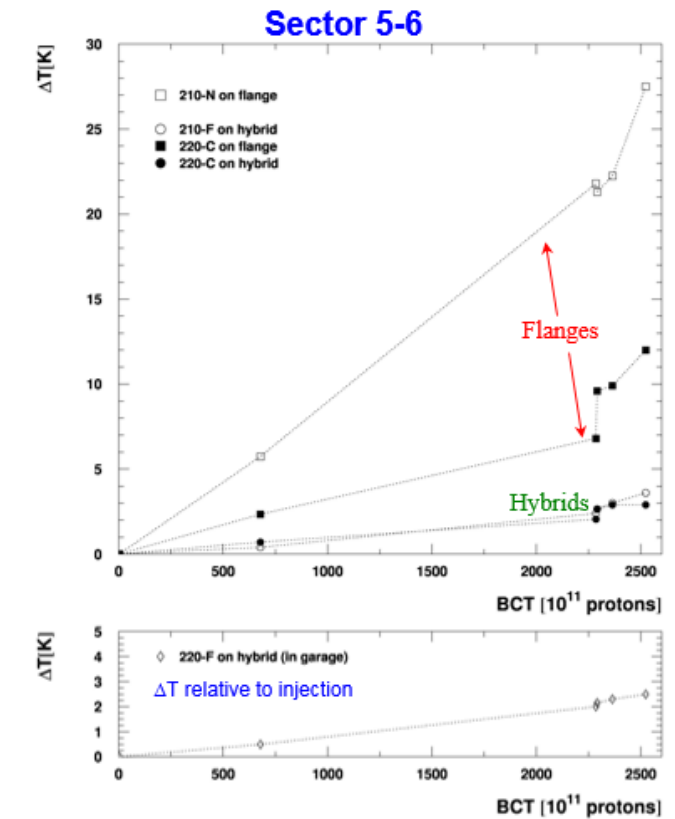 Sector 5-6
ΔT[K]
30
25
20
15
10
5
0
210-N on flange
210-F on hybrid
220-C on flange
220-C on hybrid
Flanges
Hybrids
0 500 1000 1500 2000 2500
BCT [10¹¹ protons]
ΔT[K]
5
4
3
2
1
0
220-F on hybrid (in garage)
ΔT relative to injection
0 500 1000 1500 2000 2500
BCT [10¹¹ protons]